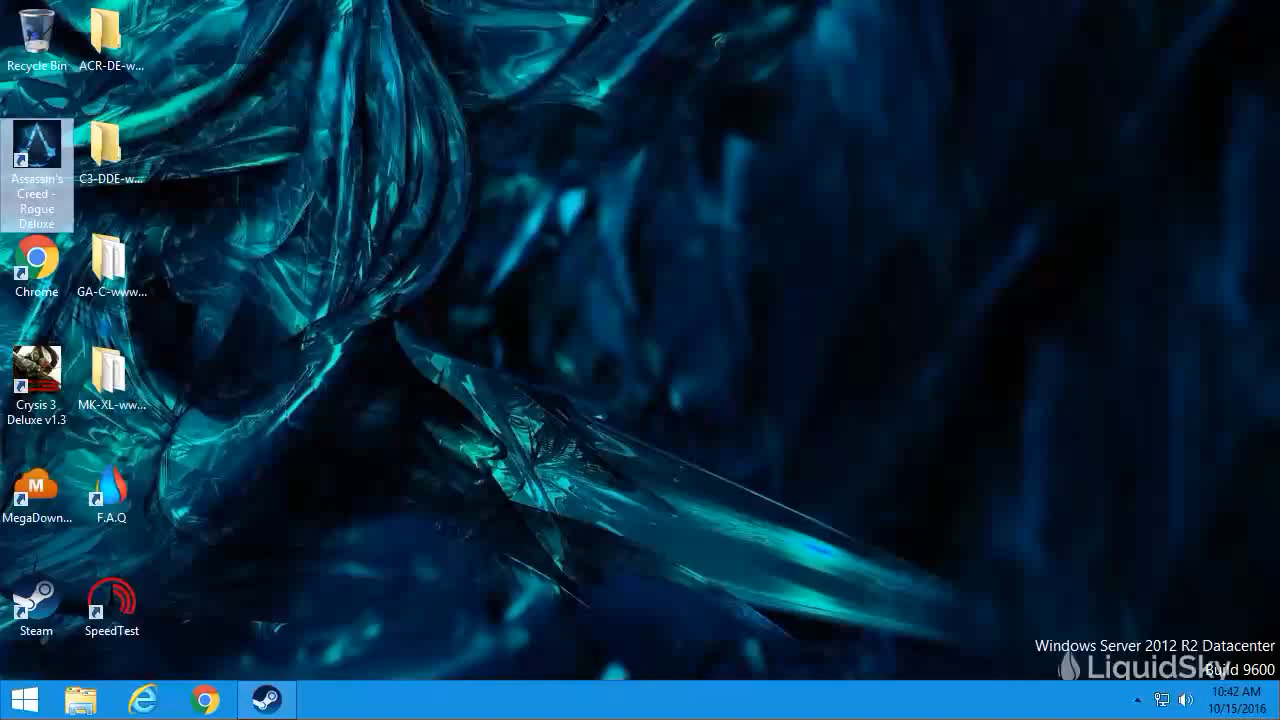 Recycle Bin
ACR-DE-w...
Assassin's
Creed -
Rogue
Deluxe
C3-DDE-w...
Chrome
GA-C-www...
Crysis 3
Deluxe v1.3
MK-XL-ww...
M
MegaDown...
F.A.Q
Steam
SpeedTest
Windows Server 2012 R2 Datacenter
LiquidSky
Build 9600
10:42 AM
10/15/2016